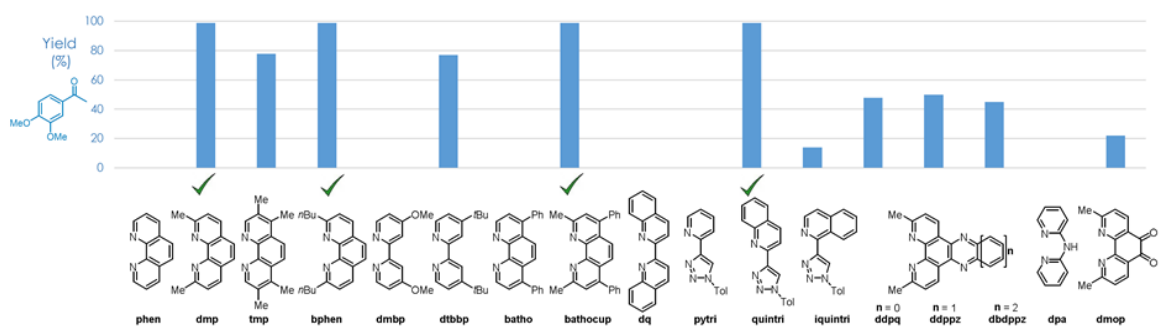 100
Yield
(%)
80
60
40
20
0
O
MeO
OMe
N
N
Me
N
N
Me
Me
Me
N
N
Me
Me
nBu
N
N
nBu
OMe
N
N
OMe
tBu
N
N
tBu
Ph
N
N
Ph
Me
Ph
N
N
Me
Ph
N
N
N
N
N
N
Tol
N
N
N
N
Tol
N
N
N
N
Tol
Me
N
N
N
N
Me
n
n = 0
n = 1
n = 2
N
NH
N
Me
N
N
Me
O
O
phen
dmp
tmp
bphen
dmbp
dtbbp
batho
bathocup
dq
pytri
quintri
iquintri
ddpq
ddppz
dbdppz
dpa
dmop